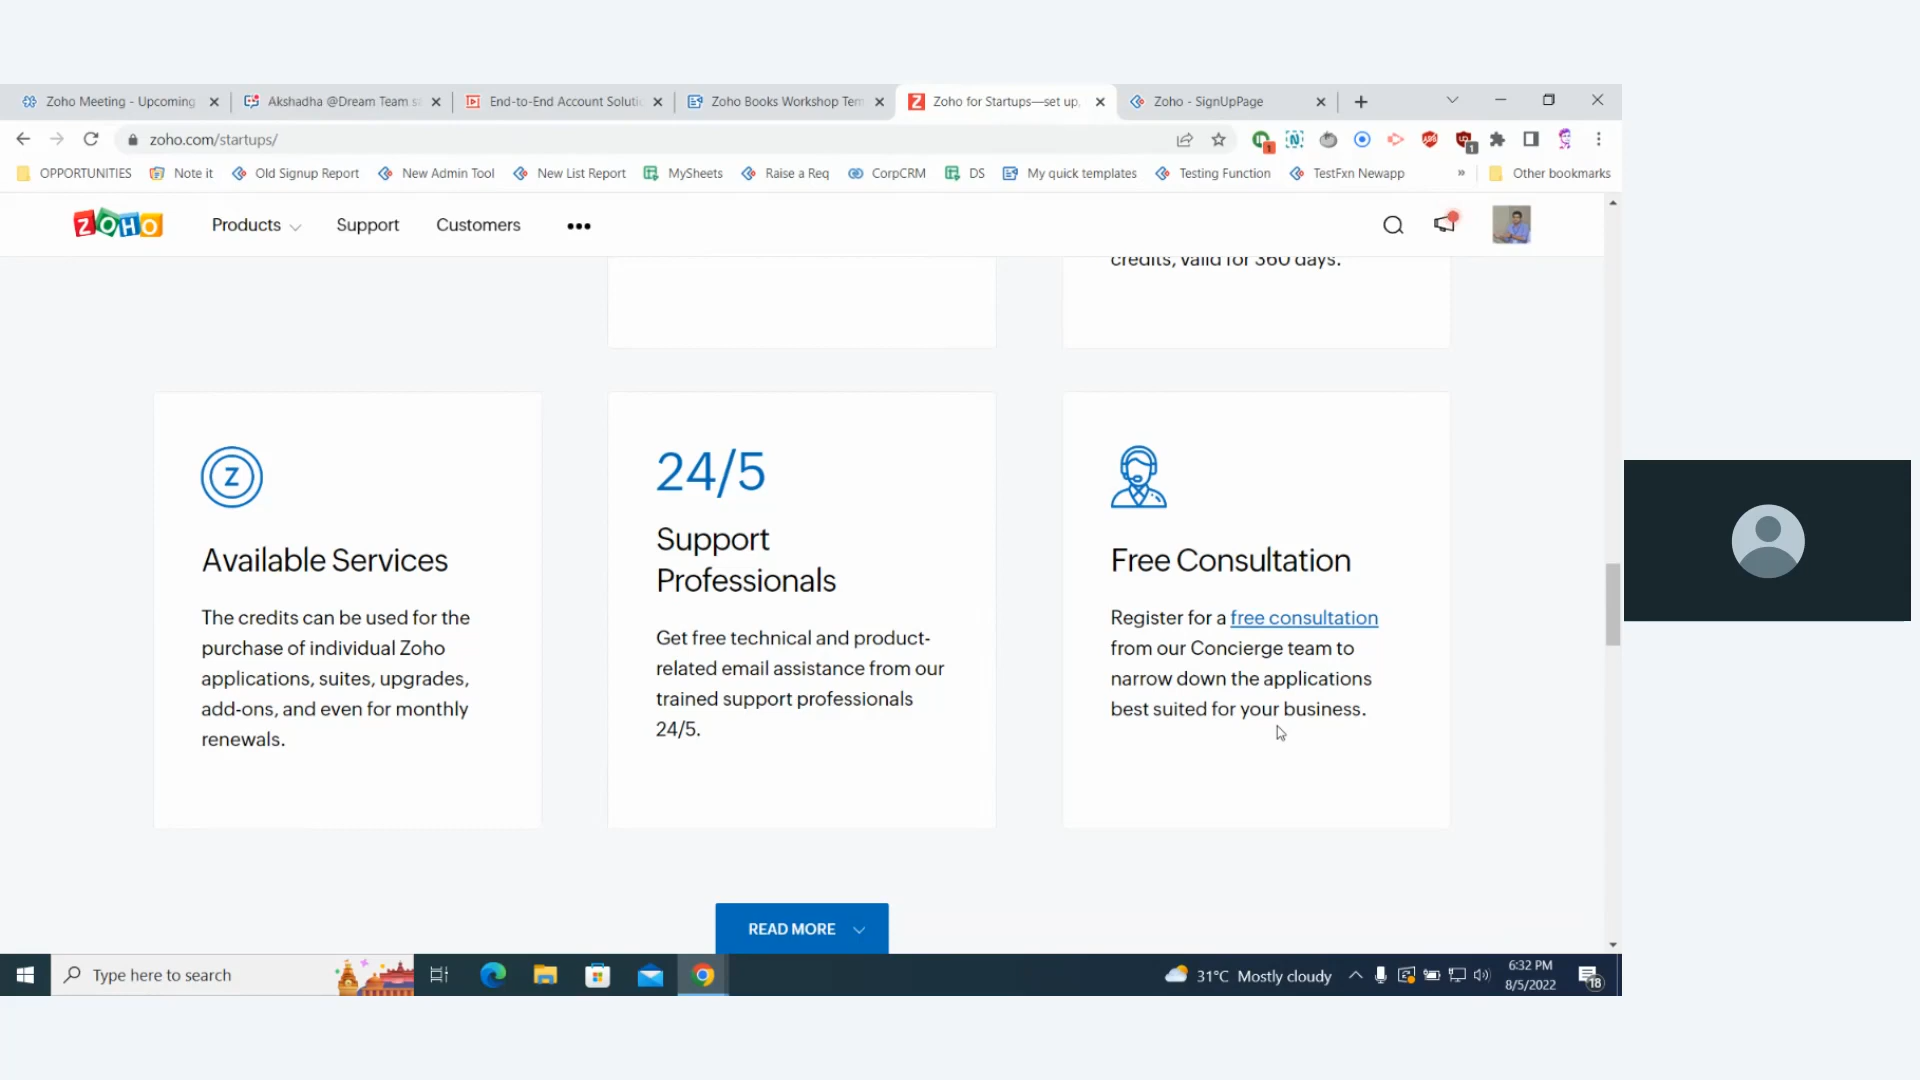 Zoho Meeting - Upcoming
Akshadha @Dream Team s
End-to-End Account Soluti
Zoho Books Workshop Tem
Zoho for Startups—set up,
Zoho - SignUpPage
zoho.com/startups/
OPPORTUNITIES
Note it
Old Signup Report
New Admin Tool
New List Report
MySheets
Raise a Req
CorpCRM
DS
My quick templates
Testing Function
TestFxn Newapp
»
Other bookmarks
ZOHO
Products
Support
Customers
credits, valid for 360 days.
Z
Available Services
The credits can be used for the
purchase of individual Zoho
applications, suites, upgrades,
add-ons, and even for monthly
renewals.
24/5
Support
Professionals
Get free technical and product-
related email assistance from our
trained support professionals
24/5.
Free Consultation
Register for a free consultation
from our Concierge team to
narrow down the applications
best suited for your business.
READ MORE
Type here to search
31°C Mostly cloudy
6:32 PM
8/5/2022
18